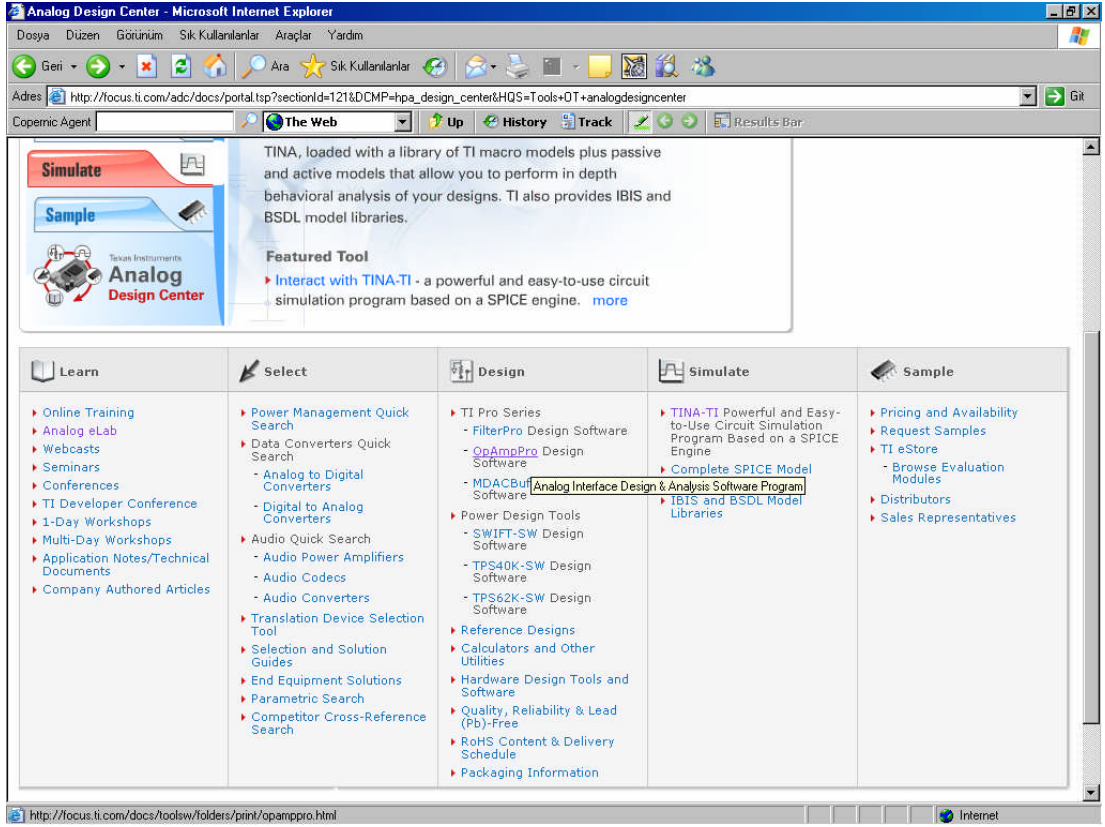 Analog Design Center - Microsoft Internet Explorer
Dosya Düzen Görünüm Sık Kullanılanlar Araçlar Yardım
Geri Ara Sık Kullanılanlar
Adres http://focus.ti.com/adc/docs/portal.tsp?sectionId=121&DCMP=hpa_design_center&HQS=Tools+OT+analogdesigncenter Git
Copernic Agent The Web Up History Track Results Bar
Simulate
Sample
Texas Instruments
Analog
Design Center
TINA, loaded with a library of TI macro models plus passive
and active models that allow you to perform in depth
behavioral analysis of your designs. TI also provides IBIS and
BSDL model libraries.
Featured Tool
Interact with TINA-TI - a powerful and easy-to-use circuit
simulation program based on a SPICE engine. more
Learn
Online Training
Analog eLab
Webcasts
Seminars
Conferences
TI Developer Conference
1-Day Workshops
Multi-Day Workshops
Application Notes/Technical
Documents
Company Authored Articles
Select
Power Management Quick
Search
Data Converters Quick
Search
- Analog to Digital
Converters
- Digital to Analog
Converters
Audio Quick Search
- Audio Power Amplifiers
- Audio Codecs
- Audio Converters
Translation Device Selection
Tool
Selection and Solution
Guides
End Equipment Solutions
Parametric Search
Competitor Cross-Reference
Search
Design
TI Pro Series
- FilterPro Design Software
- OpAmpPro Design
Software
- MDACBuf
Software
Analog Interface Design & Analysis Software Program
Power Design Tools
- SWIFT-SW Design
Software
- TPS40K-SW Design
Software
- TPS62K-SW Design
Software
Reference Designs
Calculators and Other
Utilities
Hardware Design Tools and
Software
Quality, Reliability & Lead
(Pb)-Free
RoHS Content & Delivery
Schedule
Packaging Information
Simulate
TINA-TI Powerful and Easy-
to-Use Circuit Simulation
Program Based on a SPICE
Engine
Complete SPICE Model
IBIS and BSDL Model
Libraries
Sample
Pricing and Availability
Request Samples
TI eStore
- Browse Evaluation
Modules
Distributors
Sales Representatives
http://focus.ti.com/docs/toolsw/folders/print/opamppro.html Internet